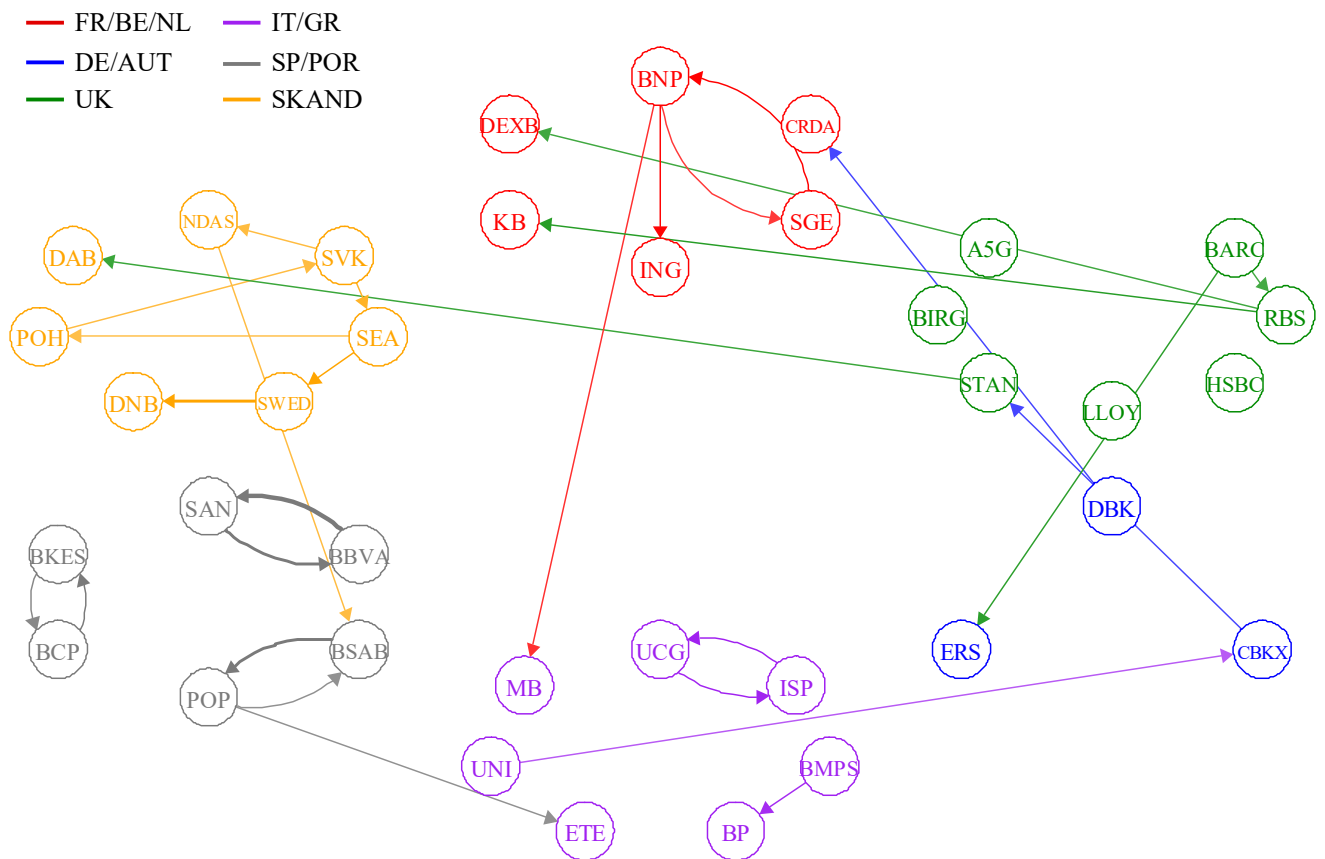 FR/BE/NL
IT/GR
DE/AUT
SP/POR
UK
SKAND
BNP
DEXB
CRDA
NDAS
KB
SGE
DAB
SVK
ING
A5G
BARC
POH
SEA
BIRG
RBS
DNB
SWED
STAN
LLOY
HSBC
SAN
DBK
BKES
BBVA
BCP
BSAB
UCG
ERS
CBKX
POP
MB
ISP
UNI
BMPS
ETE
BP